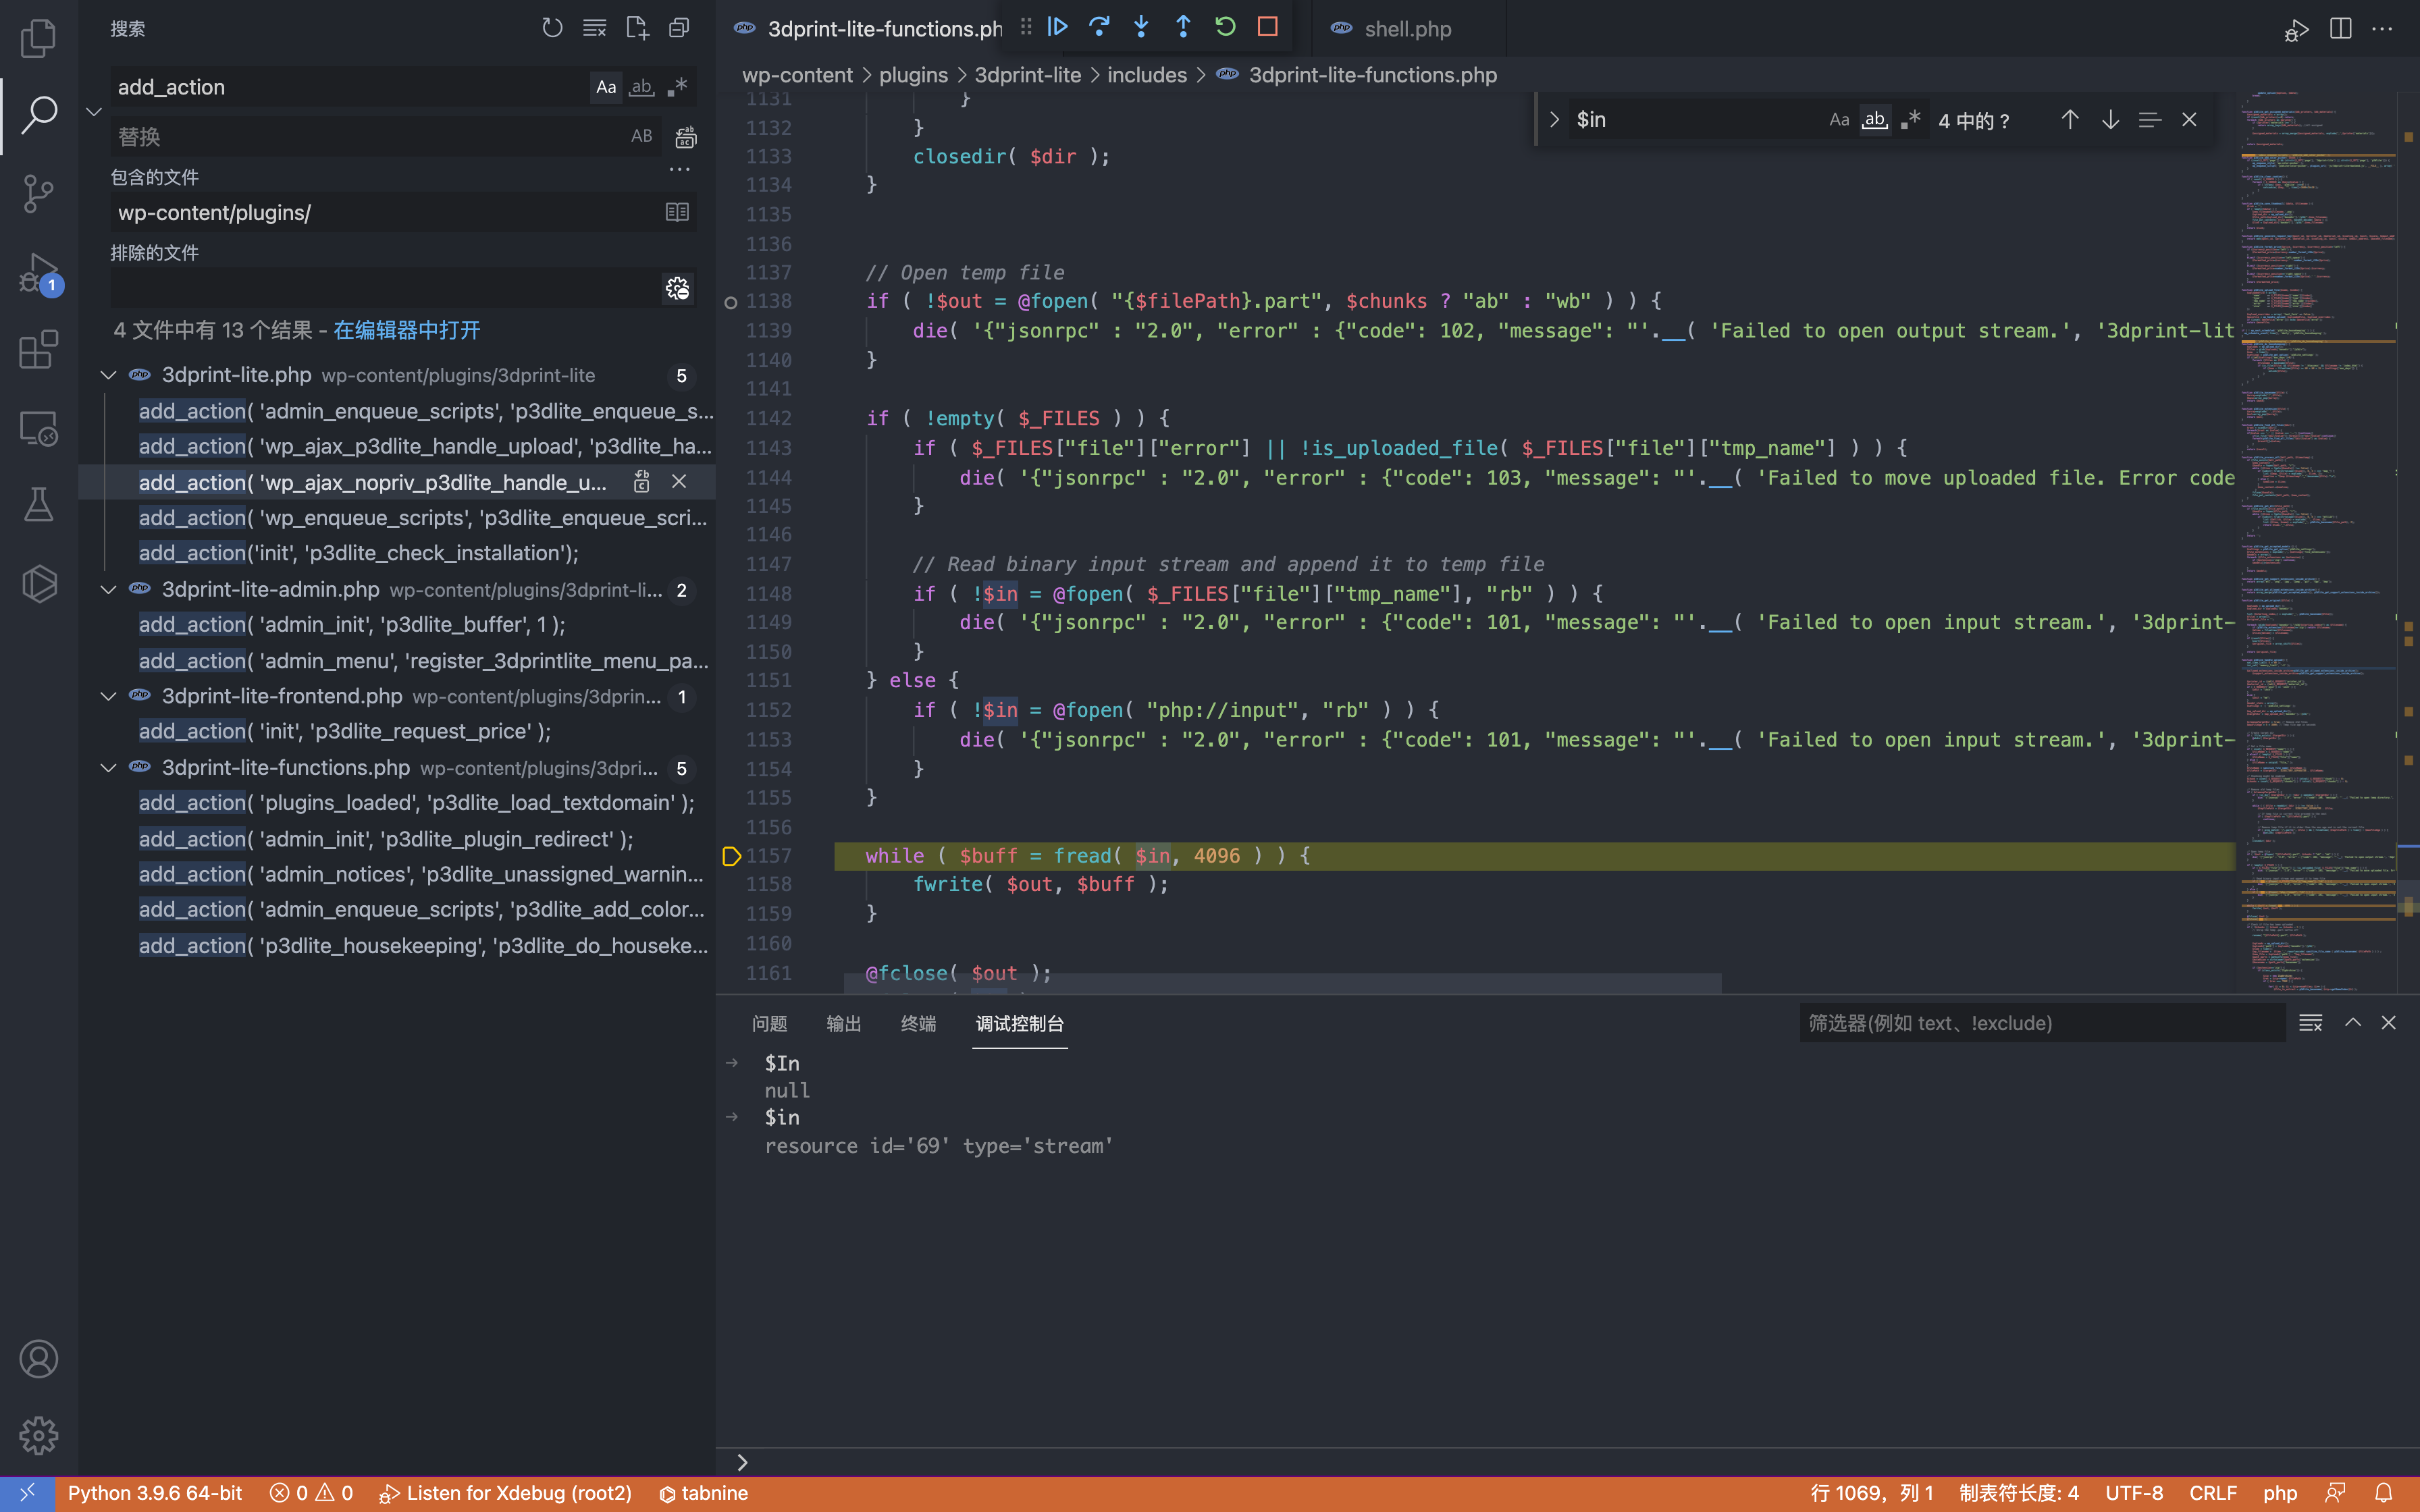 搜索
add_action
Aa ab
替换
AB
包含的文件
wp-content/plugins/
排除的文件
4 文件中有 13 个结果 - 在编辑器中打开
3dprint-lite.php wp-content/plugins/3dprint-lite 5
add_action( 'admin_enqueue_scripts', 'p3dlite_enqueue_s...
add_action( 'wp_ajax_p3dlite_handle_upload', 'p3dlite_ha...
add_action( 'wp_ajax_nopriv_p3dlite_handle_u...
add_action( 'wp_enqueue_scripts', 'p3dlite_enqueue_scri...
add_action('init', 'p3dlite_check_installation');
3dprint-lite-admin.php wp-content/plugins/3dprint-li... 2
add_action( 'admin_init', 'p3dlite_buffer', 1 );
add_action( 'admin_menu', 'register_3dprintlite_menu_pa...
3dprint-lite-frontend.php wp-content/plugins/3dprin... 1
add_action( 'init', 'p3dlite_request_price' );
3dprint-lite-functions.php wp-content/plugins/3dpri... 5
add_action( 'plugins_loaded', 'p3dlite_load_textdomain' );
add_action( 'admin_init', 'p3dlite_plugin_redirect' );
add_action( 'admin_notices', 'p3dlite_unassigned_warnin...
add_action( 'admin_enqueue_scripts', 'p3dlite_add_color...
add_action( 'p3dlite_housekeeping', 'p3dlite_do_houseke...
1
php 3dprint-lite-functions.ph
php shell.php
wp-content > plugins > 3dprint-lite > includes > php 3dprint-lite-functions.php
$in Aa ab 4 中的 ?
1131 }
1132 }
1133 closedir( $dir );
1134 }
1135
1136
1137 // Open temp file
1138 if ( !$out = @fopen( "{$filePath}.part", $chunks ? "ab" : "wb" ) ) {
1139 die( '{"jsonrpc" : "2.0", "error" : {"code": 102, "message": "'.__( 'Failed to open output stream.', '3dprint-lit
1140 }
1141
1142 if ( !empty( $_FILES ) ) {
1143 if ( $_FILES["file"]["error"] || !is_uploaded_file( $_FILES["file"]["tmp_name"] ) ) {
1144 die( '{"jsonrpc" : "2.0", "error" : {"code": 103, "message": "'.__( 'Failed to move uploaded file. Error code
1145 }
1146
1147 // Read binary input stream and append it to temp file
1148 if ( !$in = @fopen( $_FILES["file"]["tmp_name"], "rb" ) ) {
1149 die( '{"jsonrpc" : "2.0", "error" : {"code": 101, "message": "'.__( 'Failed to open input stream.', '3dprint-
1150 }
1151 } else {
1152 if ( !$in = @fopen( "php://input", "rb" ) ) {
1153 die( '{"jsonrpc" : "2.0", "error" : {"code": 101, "message": "'.__( 'Failed to open input stream.', '3dprint-
1154 }
1155 }
1156
1157 while ( $buff = fread( $in, 4096 ) ) {
1158 fwrite( $out, $buff );
1159 }
1160
1161 @fclose( $out );
问题 输出 终端 调试控制台
筛选器(例如 text、!exclude)
$In
null
$in
resource id='69' type='stream'
Python 3.9.6 64-bit 0 0 Listen for Xdebug (root2) tabnine
行 1069，列 1 制表符长度: 4 UTF-8 CRLF php